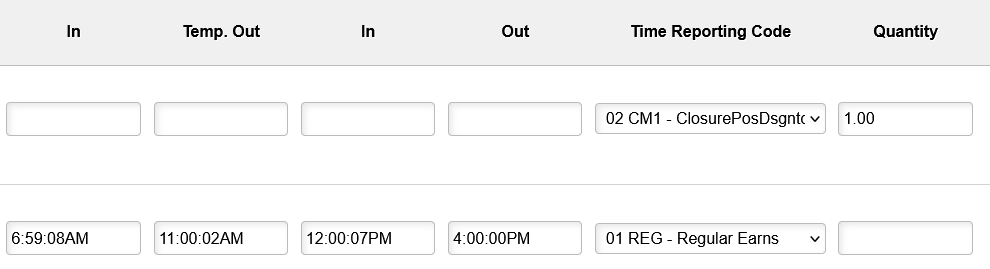 In Temp. Out In Out Time Reporting Code Quantity
02 CM1 - ClosurePosDsgntc 1.00
6:59:08AM 11:00:02AM 12:00:07PM 4:00:00PM 01 REG - Regular Earns